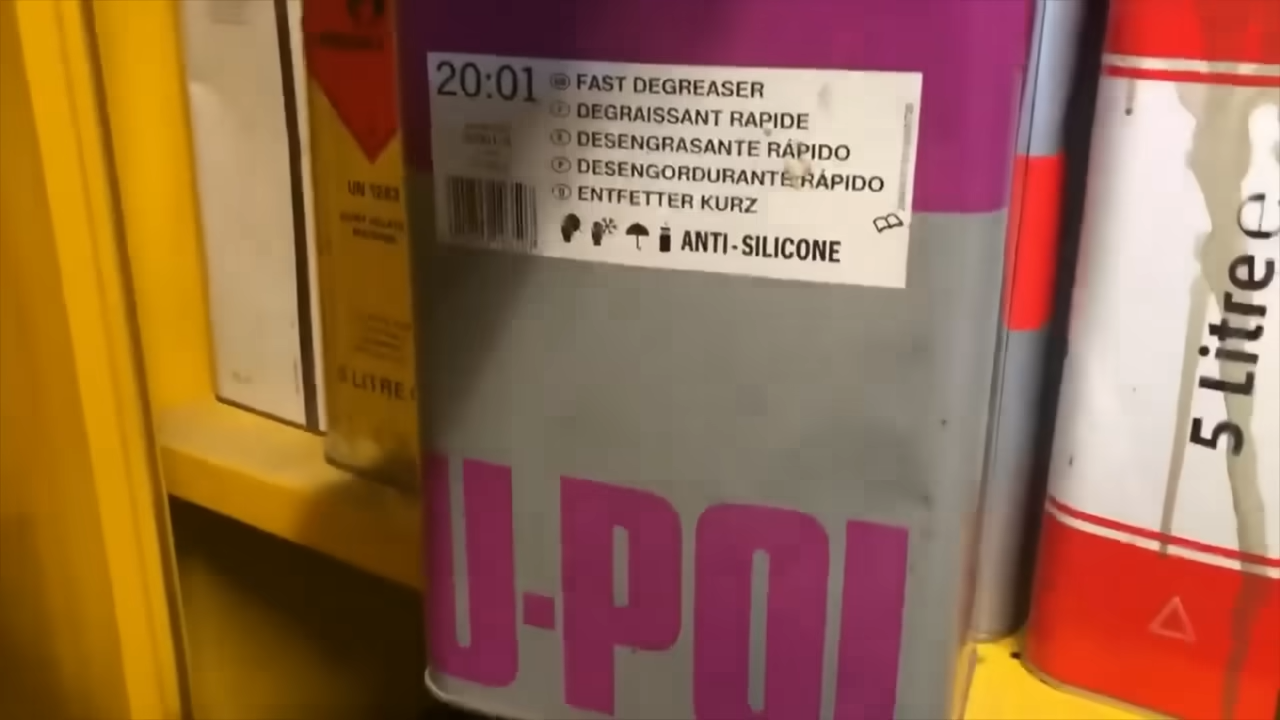 20:01
GB FAST DEGREASER
F DEGRAISSANT RAPIDE
E DESENGRASANTE RÁPIDO
P DESENGORDURANTE RÁPIDO
D ENTFETTER KURZ
ANTI-SILICONE
U-POL
UN 1263
5 LITRE
5 Litre e